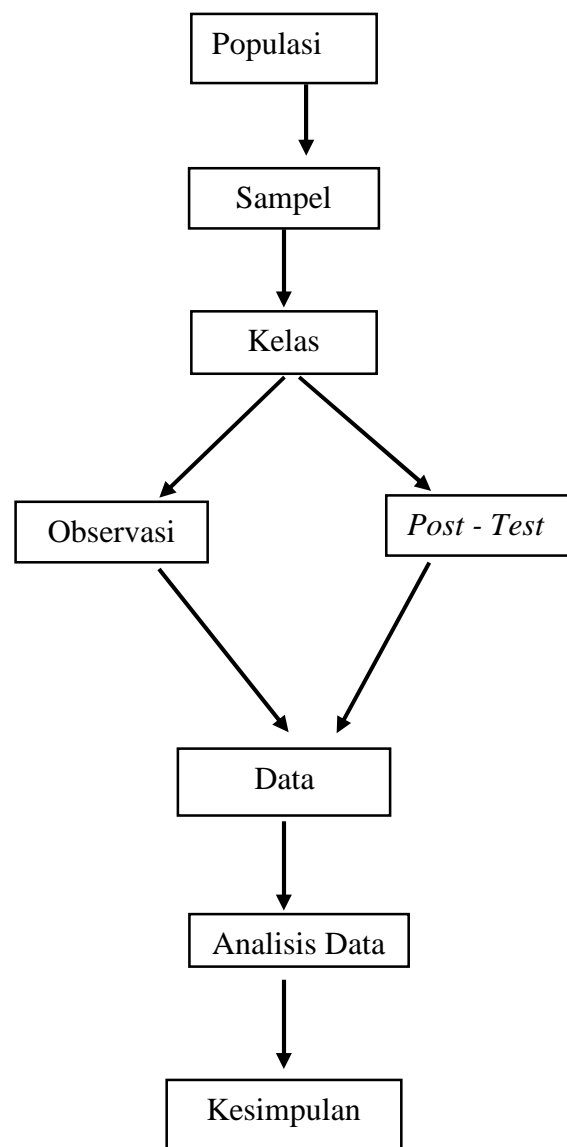 Populasi
Sampel
Kelas
Observasi
Post - Test
Data
Analisis Data
Kesimpulan